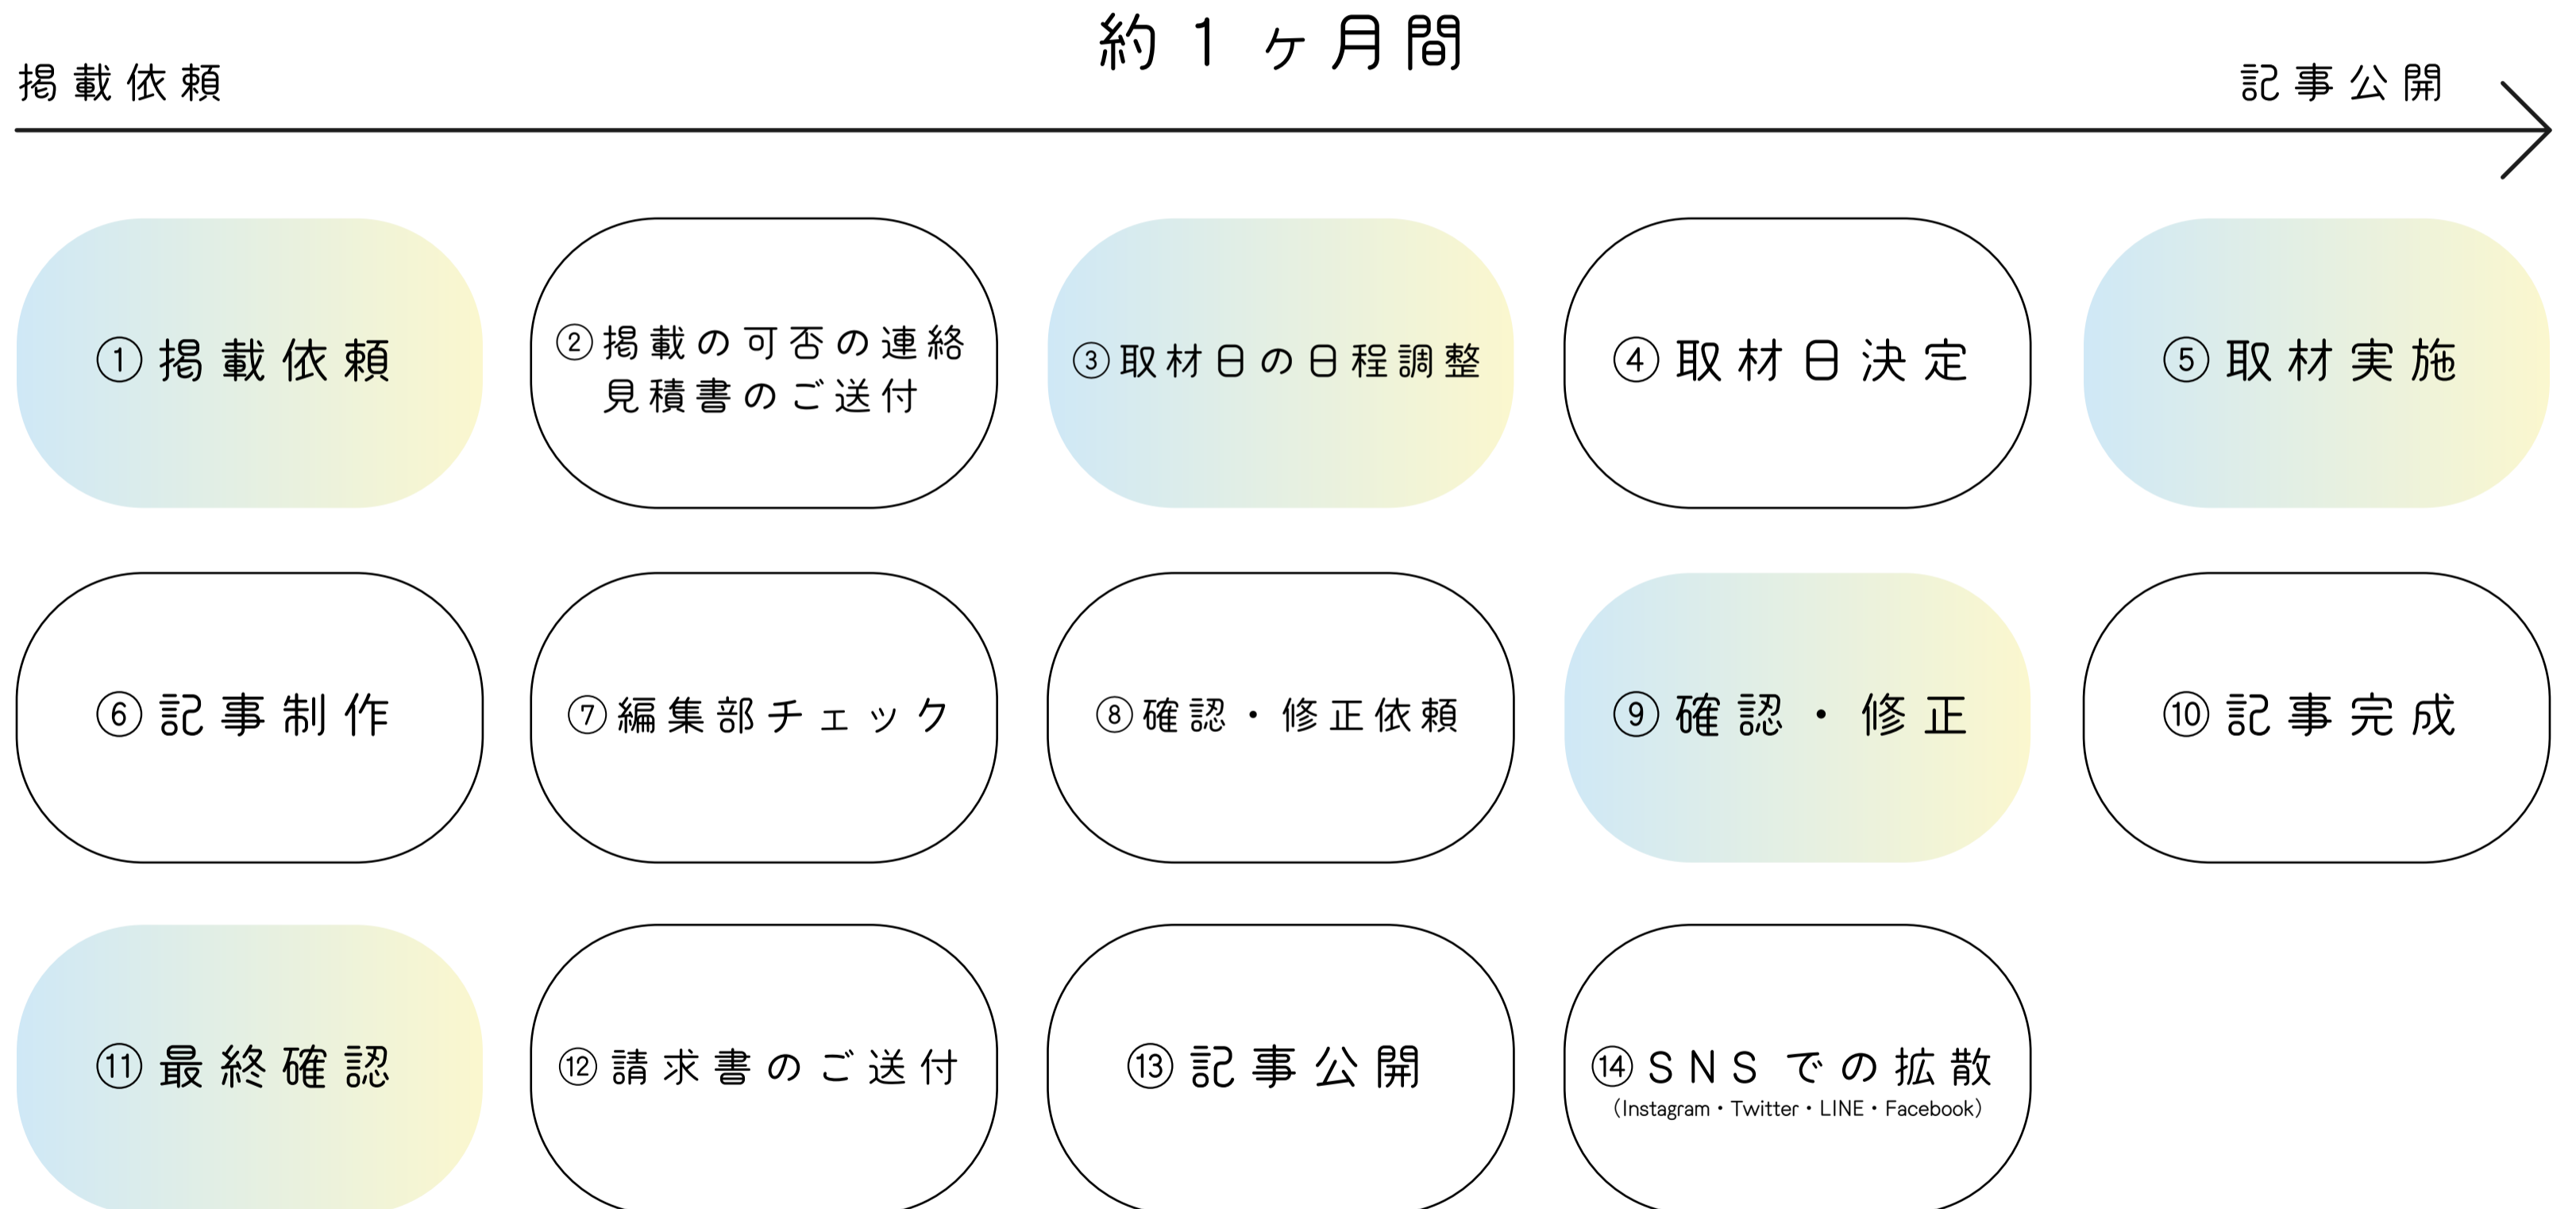 約1ヶ月間
掲載依頼
記事公開
①掲載依頼
②掲載の可否の連絡
見積書のご送付
③取材日の日程調整
④取材日決定
⑤取材実施
⑥記事制作
⑦編集部チェック
⑧確認・修正依頼
⑨確認・修正
⑩記事完成
⑪最終確認
⑫請求書のご送付
⑬記事公開
⑭SNSでの拡散
（Instagram・Twitter・LINE・Facebook）